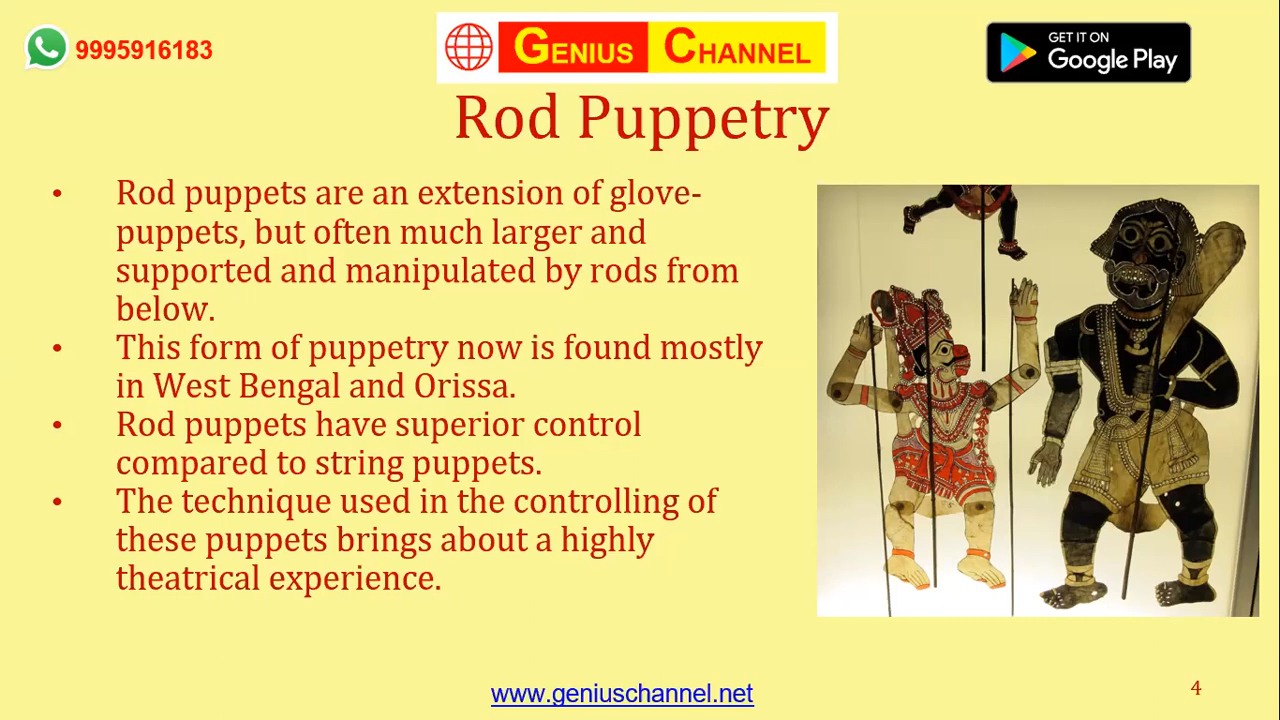 9995916183
GENIUS CHANNEL
GET IT ON
Google Play
Rod Puppetry
• Rod puppets are an extension of glove-
puppets, but often much larger and
supported and manipulated by rods from
below.
• This form of puppetry now is found mostly
in West Bengal and Orissa.
• Rod puppets have superior control
compared to string puppets.
• The technique used in the controlling of
these puppets brings about a highly
theatrical experience.
www.geniuschannel.net
4